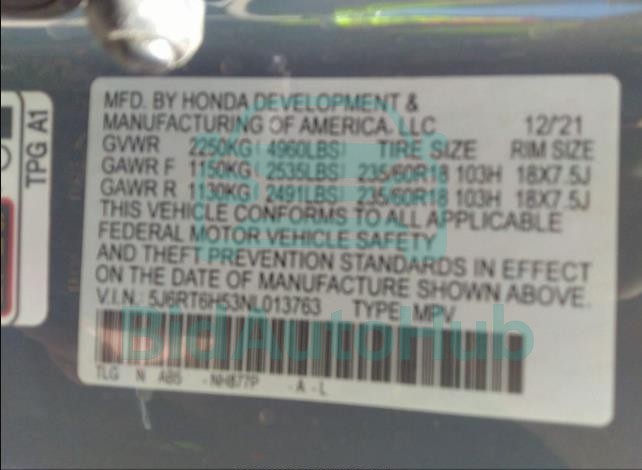 MFD. BY HONDA DEVELOPMENT &
MANUFACTURING OF AMERICA. LLC 12/21
GVWR 2250KG( 4960LBS) TIRE SIZE RIM SIZE
GAWR F 1150KG( 2535LBS) 235/60R18 103H 18X7.5J
GAWR R 1130KG( 2491LBS) 235/60R18 103H 18X7.5J
THIS VEHICLE CONFORMS TO ALL APPLICABLE
FEDERAL MOTOR VEHICLE SAFETY
AND THEFT PREVENTION STANDARDS IN EFFECT
ON THE DATE OF MANUFACTURE SHOWN ABOVE.
V.I.N.: 5J6RT6H53NL013763 TYPE: MPV
TLG N ABS -NH877P -A-L
TPG A1
BidAutoHub